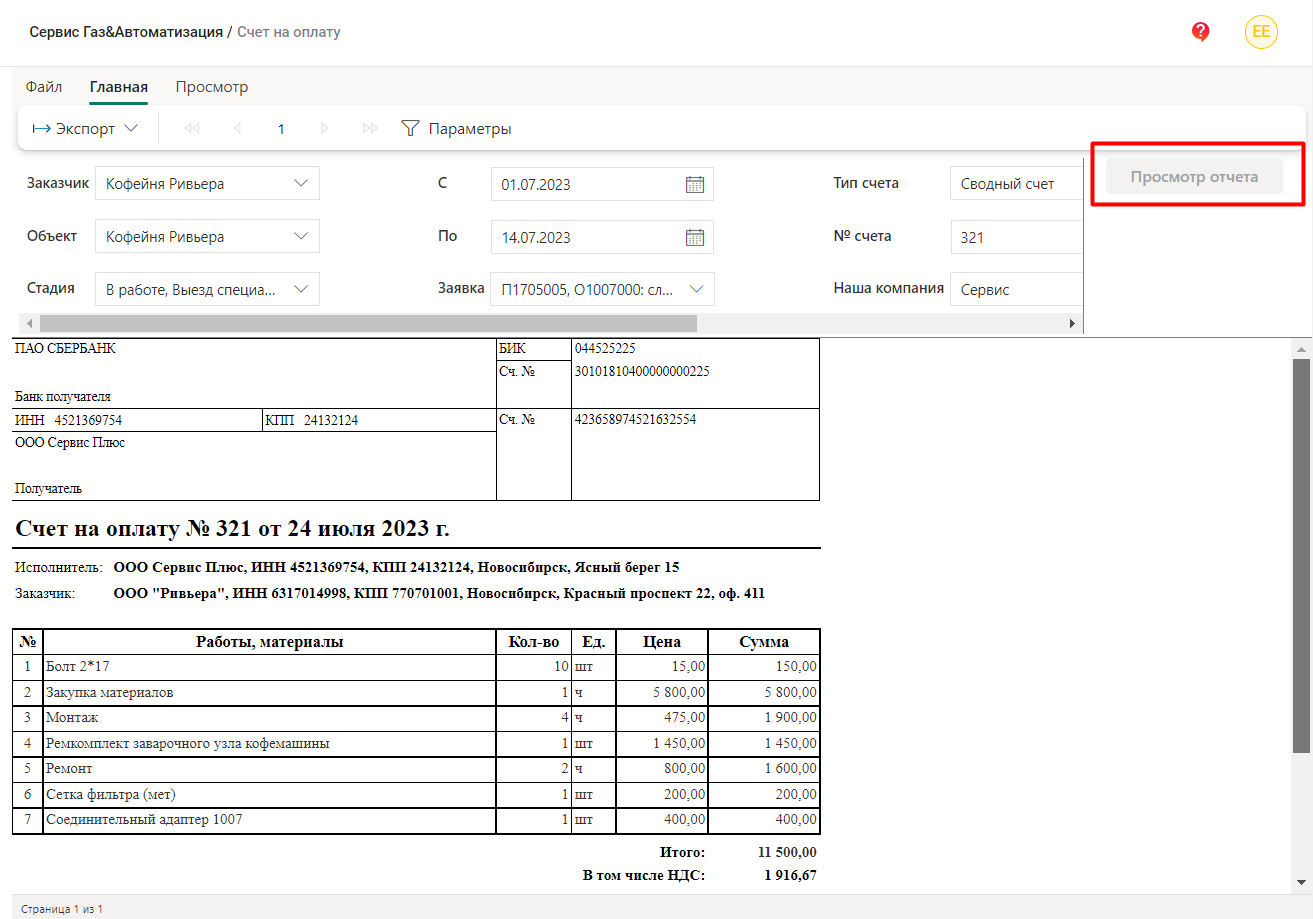 Сервис Газ&Автоматизация / Счет на оплату
?
EE
Файл Главная Просмотр
Экспорт 1 Параметры
Заказчик Кофейня Ривьера С 01.07.2023 Тип счета Сводный счет Просмотр отчета
Объект Кофейня Ривьера По 14.07.2023 № счета 321
Стадия В работе, Выезд специа... Заявка П1705005, О1007000: сл... Наша компания Сервис
ПАО СБЕРБАНК БИК 044525225
Сч. № 30101810400000000225
Банк получателя
ИНН 4521369754 КПП 24132124 Сч. № 423658974521632554
ООО Сервис Плюс
Получатель
Счет на оплату № 321 от 24 июля 2023 г.
Исполнитель: ООО Сервис Плюс, ИНН 4521369754, КПП 24132124, Новосибирск, Ясный берег 15
Заказчик: ООО "Ривьера", ИНН 6317014998, КПП 770701001, Новосибирск, Красный проспект 22, оф. 411
№ Работы, материалы Кол-во Ед. Цена Сумма
1 Болт 2*17 10 шт 15,00 150,00
2 Закупка материалов 1 ч 5 800,00 5 800,00
3 Монтаж 4 ч 475,00 1 900,00
4 Ремкомплект заварочного узла кофемашины 1 шт 1 450,00 1 450,00
5 Ремонт 2 ч 800,00 1 600,00
6 Сетка фильтра (мет) 1 шт 200,00 200,00
7 Соединительный адаптер 1007 1 шт 400,00 400,00
Итого: 11 500,00
В том числе НДС: 1 916,67
Страница 1 из 1